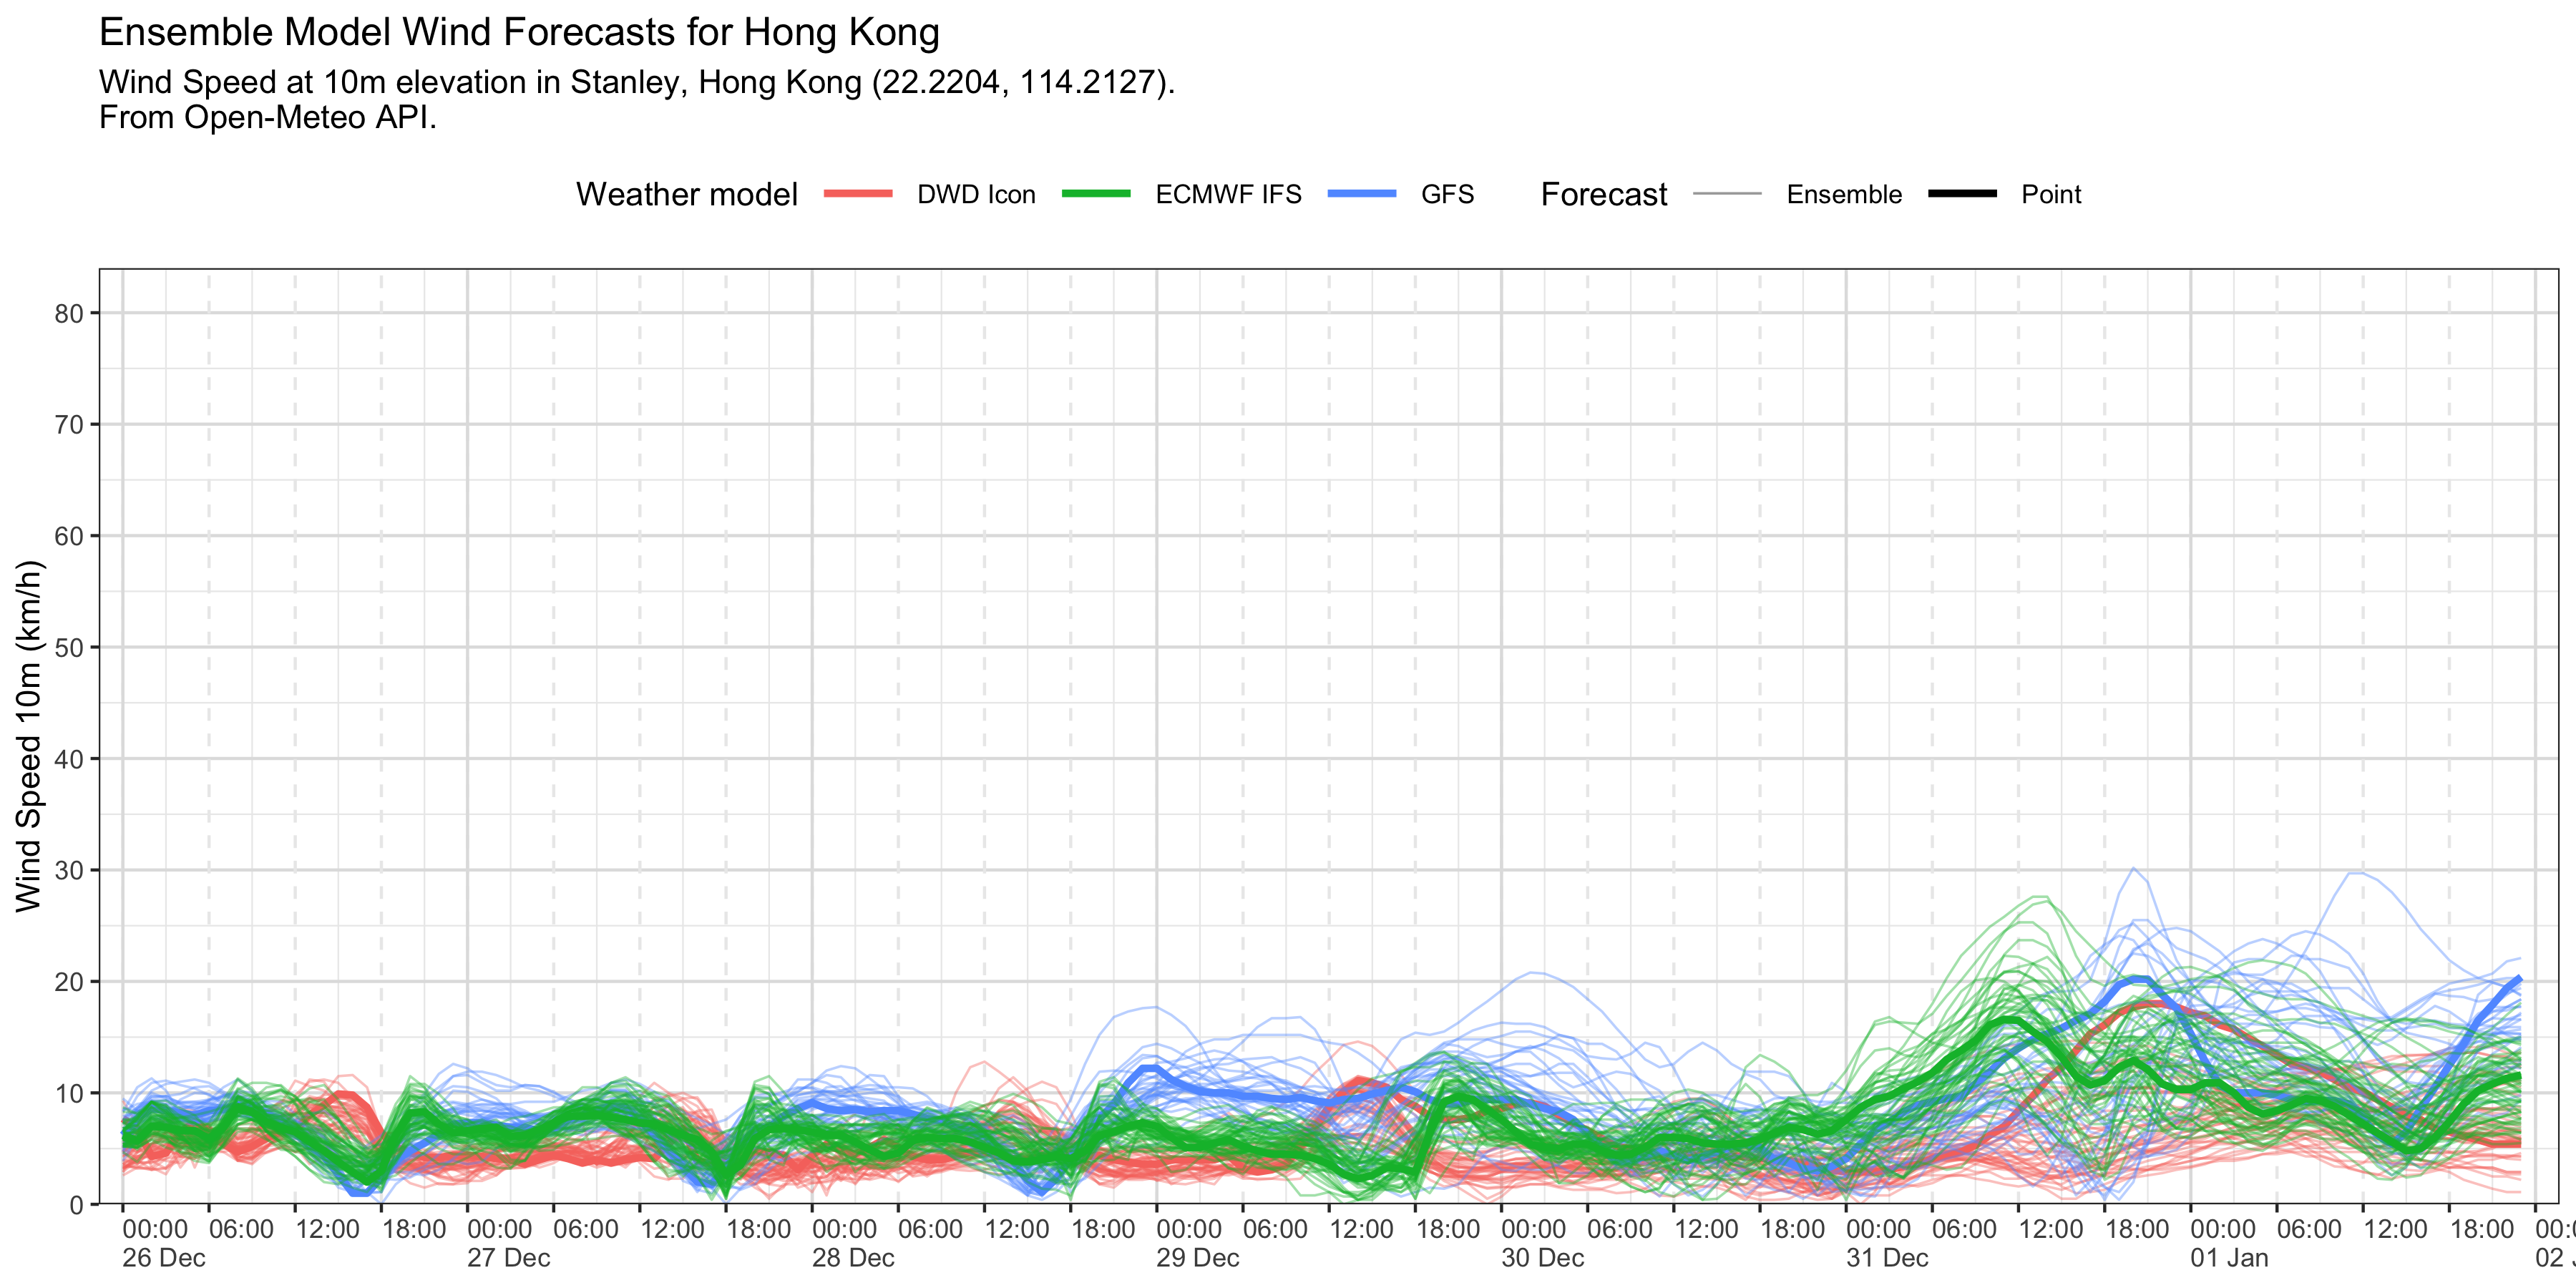 Ensemble Model Wind Forecasts for Hong Kong
Wind Speed at 10m elevation in Stanley, Hong Kong (22.2204, 114.2127).
From Open-Meteo API.
Weather model DWD Icon ECMWF IFS GFS Forecast Ensemble Point
Wind Speed 10m (km/h)
80
70
60
50
40
30
20
10
0
00:00 06:00 12:00 18:00 00:00 06:00 12:00 18:00 00:00 06:00 12:00 18:00 00:00 06:00 12:00 18:00 00:00 06:00 12:00 18:00 00:00 06:00 12:00 18:00 00:00 06:00 12:00 18:00
26 Dec 27 Dec 28 Dec 29 Dec 30 Dec 31 Dec 01 Jan 02